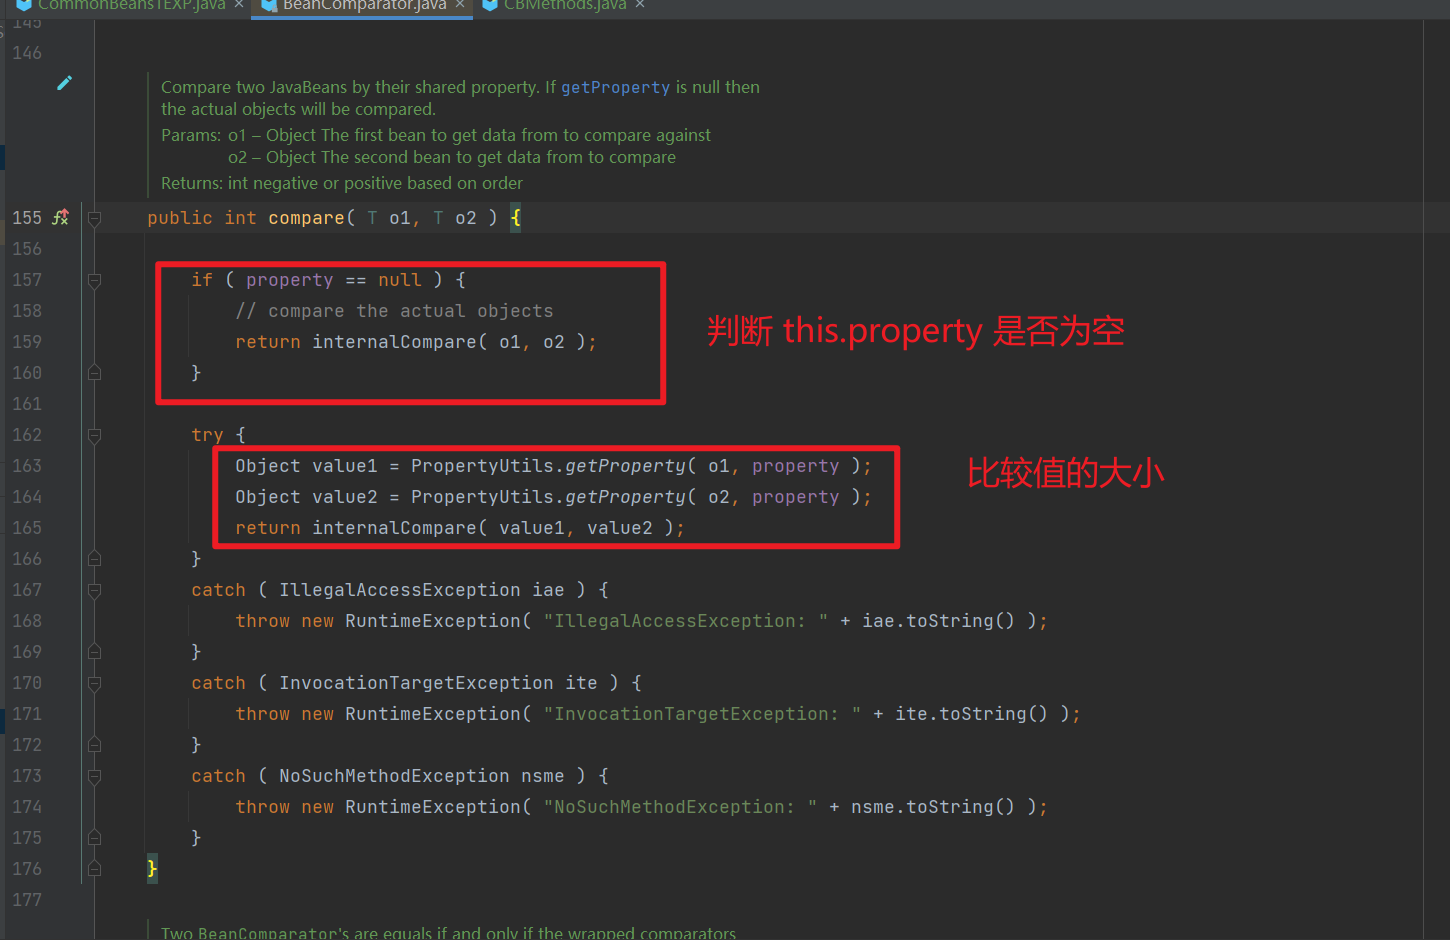 CommonBeans1EXP.java × BeanComparator.java × CBMethods.java ×
145
146
Compare two JavaBeans by their shared property. If getProperty is null then
the actual objects will be compared.
Params: o1 – Object The first bean to get data from to compare against
o2 – Object The second bean to get data from to compare
Returns: int negative or positive based on order
155 public int compare( T o1, T o2 ) {
156
157 if ( property == null ) {
158 // compare the actual objects
159 return internalCompare( o1, o2 );
判断 this.property 是否为空
160 }
161
162 try {
163 Object value1 = PropertyUtils.getProperty( o1, property );
比较值的大小
164 Object value2 = PropertyUtils.getProperty( o2, property );
165 return internalCompare( value1, value2 );
166 }
167 catch ( IllegalAccessException iae ) {
168 throw new RuntimeException( "IllegalAccessException: " + iae.toString() );
169 }
170 catch ( InvocationTargetException ite ) {
171 throw new RuntimeException( "InvocationTargetException: " + ite.toString() );
172 }
173 catch ( NoSuchMethodException nsme ) {
174 throw new RuntimeException( "NoSuchMethodException: " + nsme.toString() );
175 }
176 }
177
Two BeanComparator's are equals if and only if the wrapped comparators